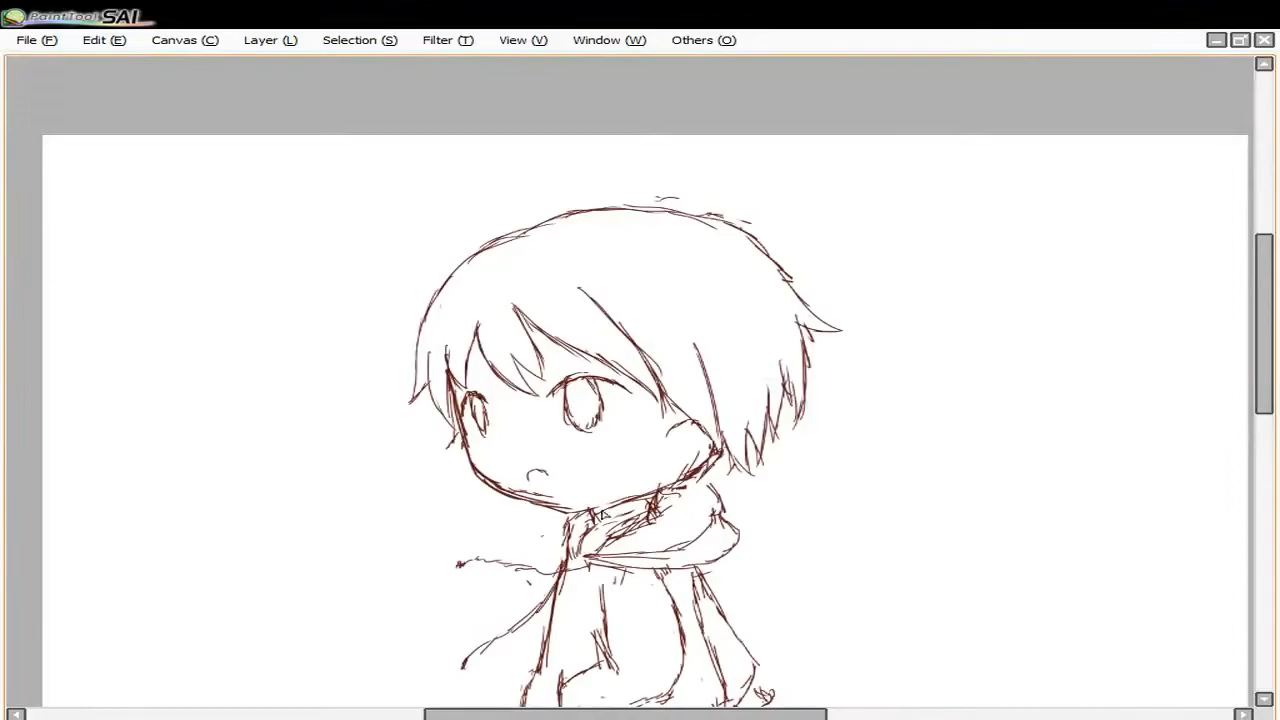 PaintTool SAI
File (F) Edit (E) Canvas (C) Layer (L) Selection (S) Filter (T) View (V) Window (W) Others (O)